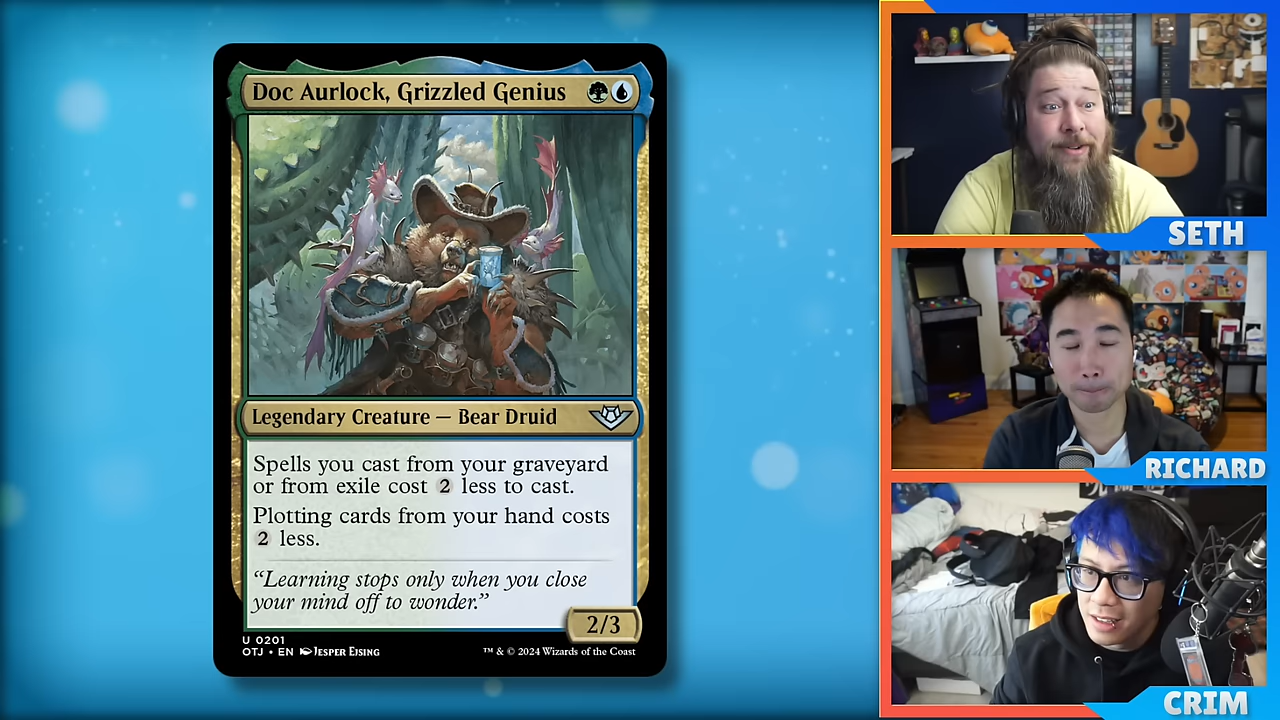 Doc Aurlock, Grizzled Genius
Legendary Creature — Bear Druid
Spells you cast from your graveyard
or from exile cost 2 less to cast.
Plotting cards from your hand costs
2 less.
“Learning stops only when you close
your mind off to wonder.”
2/3
U 0201
OTJ • EN Jesper Eising
™ & © 2024 Wizards of the Coast
SETH
RICHARD
CRIM